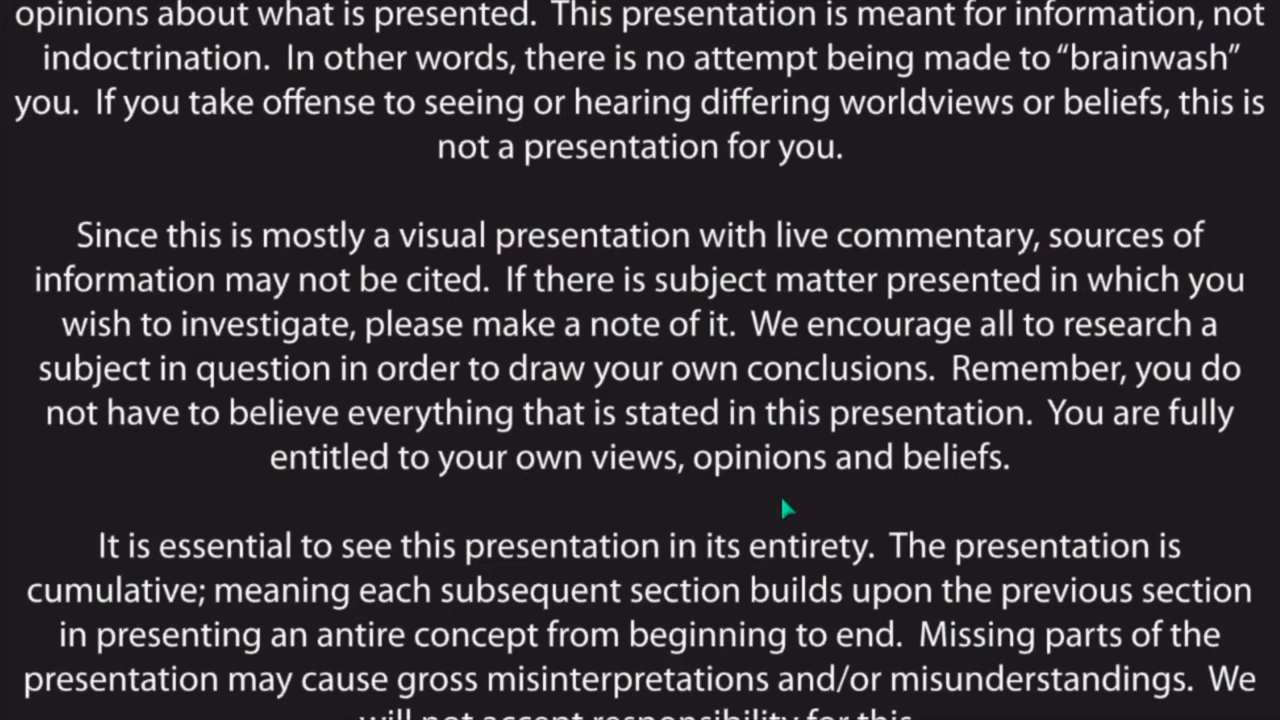 opinions about what is presented.  This presentation is meant for information, not
indoctrination.  In other words, there is no attempt being made to “brainwash”
you.  If you take offense to seeing or hearing differing worldviews or beliefs, this is
not a presentation for you.
Since this is mostly a visual presentation with live commentary, sources of
information may not be cited.  If there is subject matter presented in which you
wish to investigate, please make a note of it.  We encourage all to research a
subject in question in order to draw your own conclusions.  Remember, you do
not have to believe everything that is stated in this presentation.  You are fully
entitled to your own views, opinions and beliefs.
It is essential to see this presentation in its entirety.  The presentation is
cumulative; meaning each subsequent section builds upon the previous section
in presenting an antire concept from beginning to end.  Missing parts of the
presentation may cause gross misinterpretations and/or misunderstandings.  We
will not accept responsibility for this